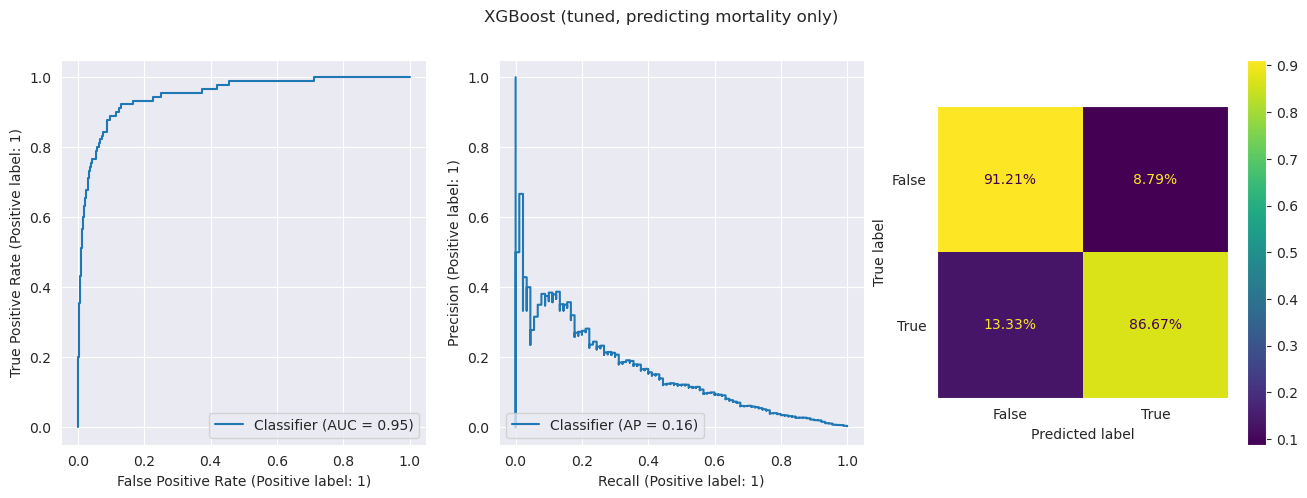 XGBoost (tuned, predicting mortality only)
True Positive Rate (Positive label: 1)
1.0
0.8
0.6
0.4
0.2
0.0
Classifier (AUC = 0.95)
0.0 0.2 0.4 0.6 0.8 1.0
False Positive Rate (Positive label: 1)
Precision (Positive label: 1)
1.0
0.8
0.6
0.4
0.2
0.0
Classifier (AP = 0.16)
0.0 0.2 0.4 0.6 0.8 1.0
Recall (Positive label: 1)
True label
False 91.21% 8.79%
True 13.33% 86.67%
False True
Predicted label
0.9
0.8
0.7
0.6
0.5
0.4
0.3
0.2
0.1